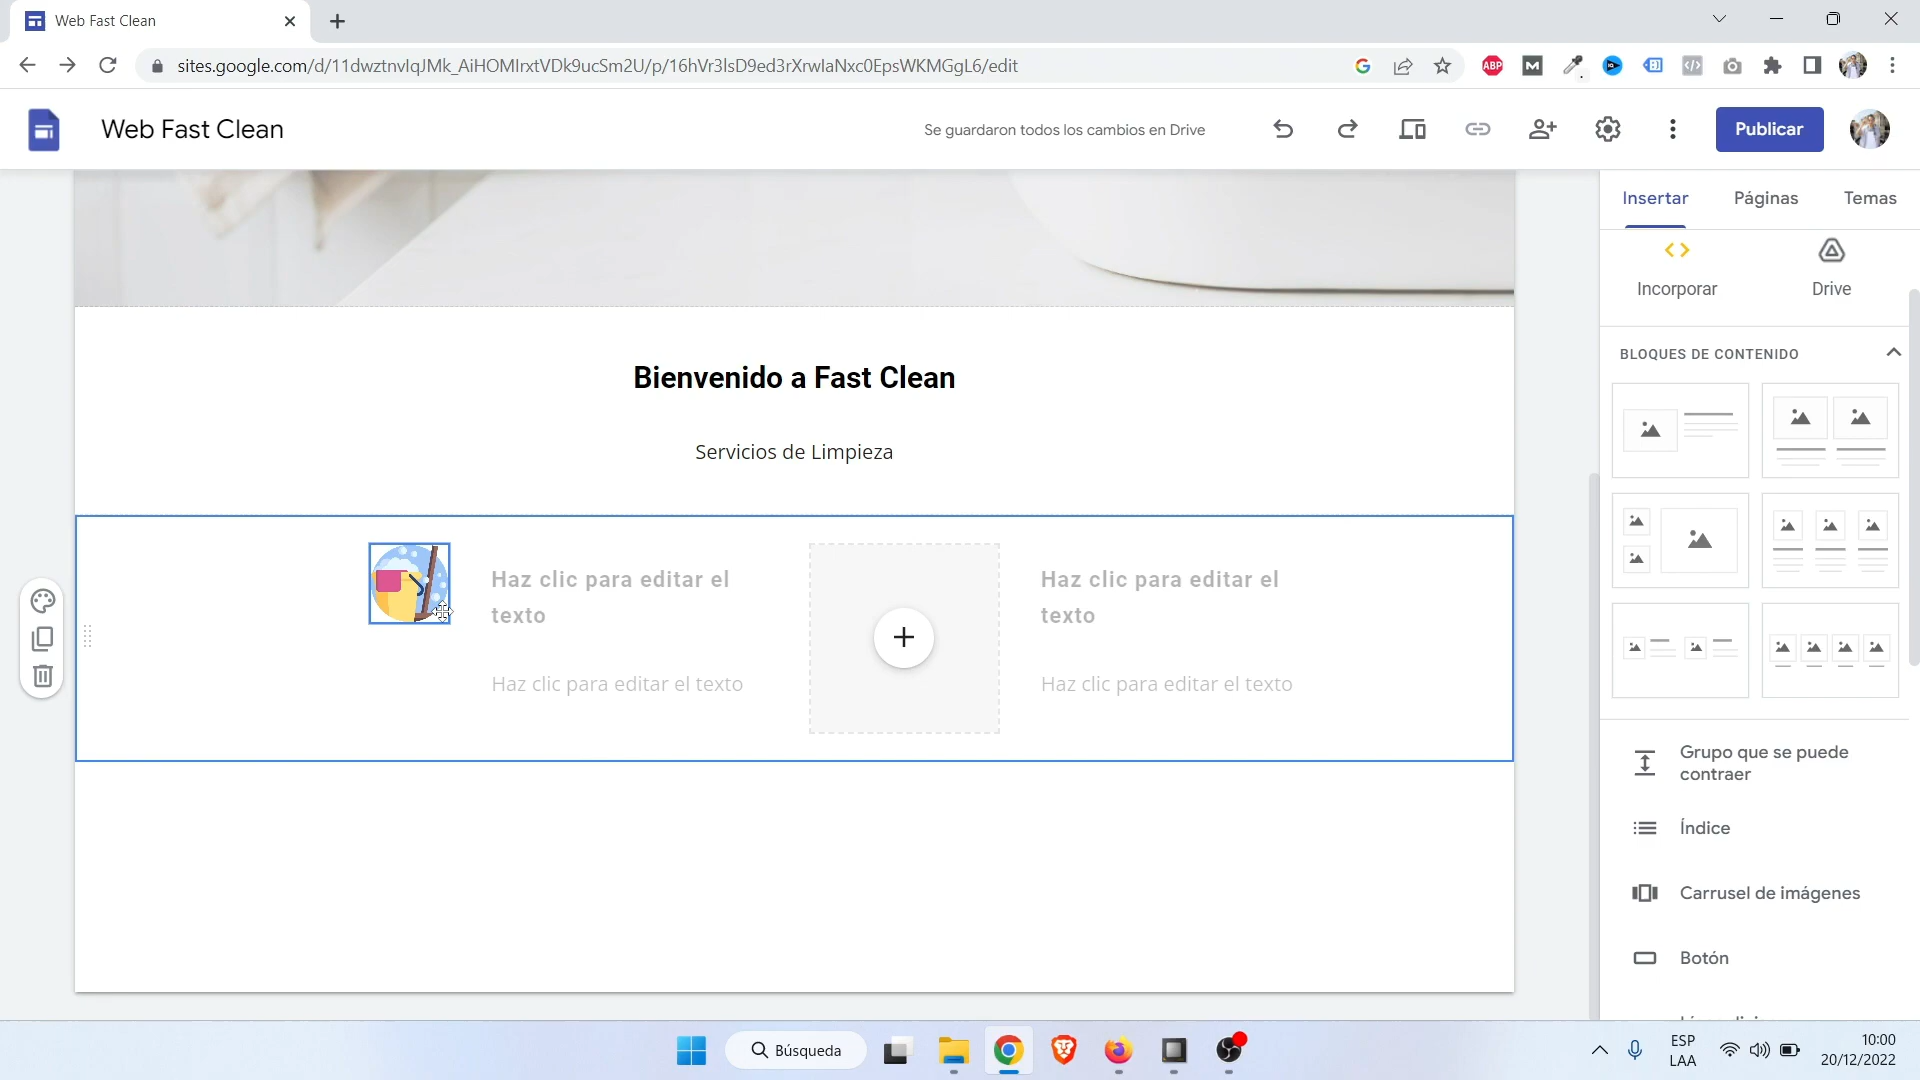 Web Fast Clean
sites.google.com/d/11dwztnvIqJMk_AiHOMIrxtVDk9ucSm2U/p/16hVr3lsD9ed3rXrwlaNxc0EpsWKMGgL6/edit
ABP
Web Fast Clean
Se guardaron todos los cambios en Drive
Publicar
Insertar
Páginas
Temas
Incorporar
Drive
BLOQUES DE CONTENIDO
Bienvenido a Fast Clean
Servicios de Limpieza
Haz clic para editar el
texto
Haz clic para editar el texto
Haz clic para editar el
texto
Haz clic para editar el texto
Grupo que se puede
contraer
Índice
Carrusel de imágenes
Botón
Búsqueda
ESP
LAA
10:00
20/12/2022